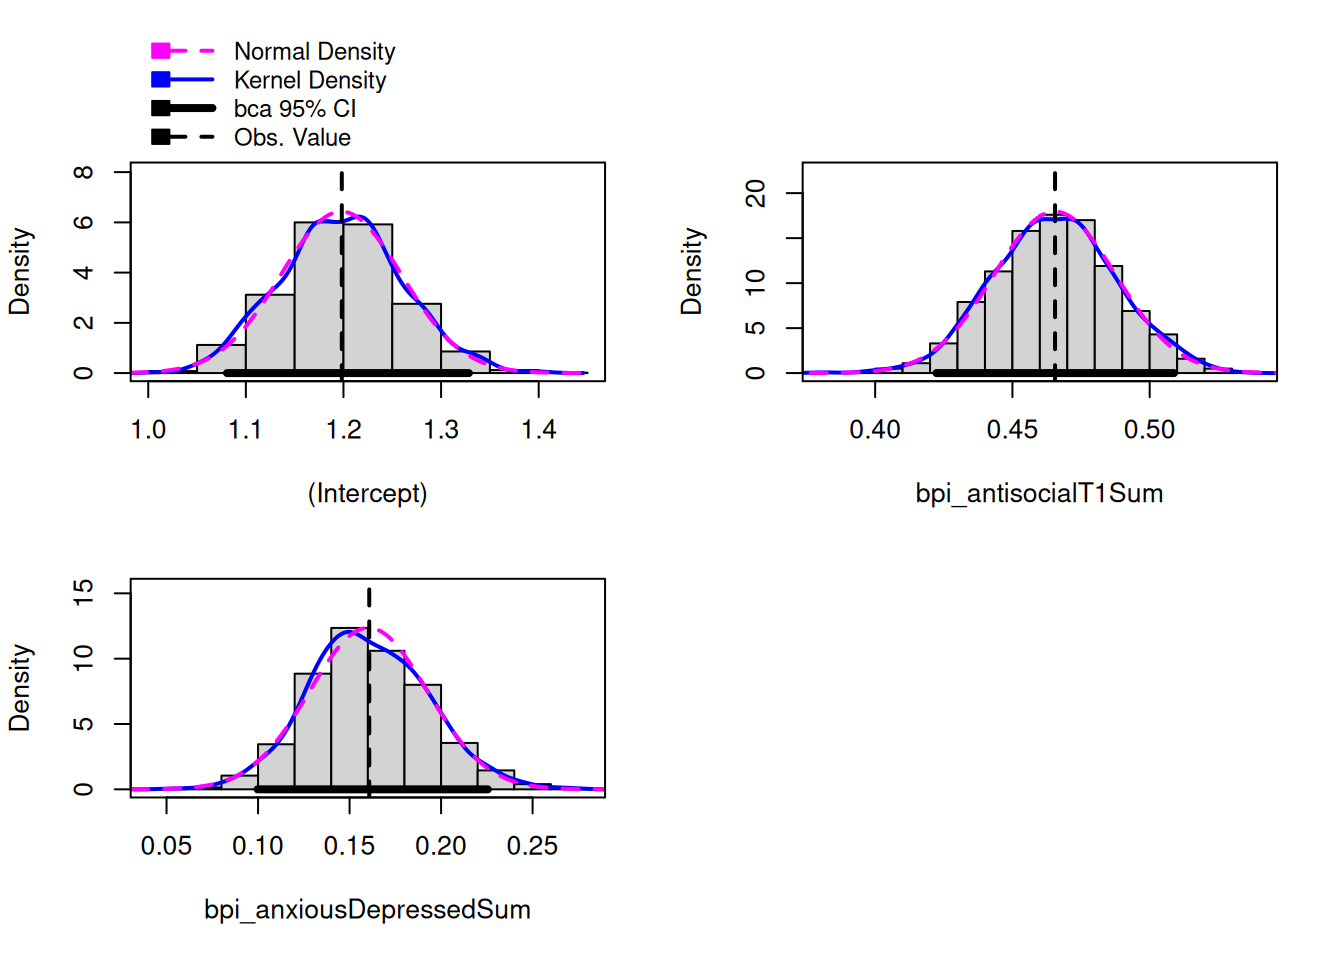 Normal Density
Kernel Density
bca 95% CI
Obs. Value
Density
0 2 4 6 8
1.0 1.1 1.2 1.3 1.4
(Intercept)
Density
0 5 10 20
0.40 0.45 0.50
bpi_antisocialT1Sum
Density
0 5 10 15
0.05 0.10 0.15 0.20 0.25
bpi_anxiousDepressedSum